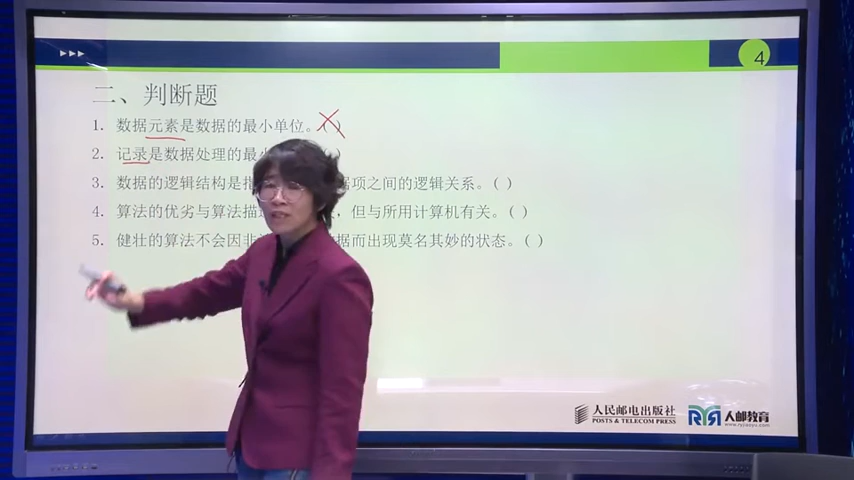 ▸▸▸ 4
二、判断题
1. 数据元素是数据的最小单位。( )
2. 记录是数据处理的最 )
3. 数据的逻辑结构是 项之间的逻辑关系。( )
4. 算法的优劣与算法描 ,但与所用计算机有关。( )
5. 健壮的算法不会因非 据而出现莫名其妙的状态。( )
人民邮电出版社
POSTS & TELECOM PRESS
人邮教育
www.ryjiaoyu.com